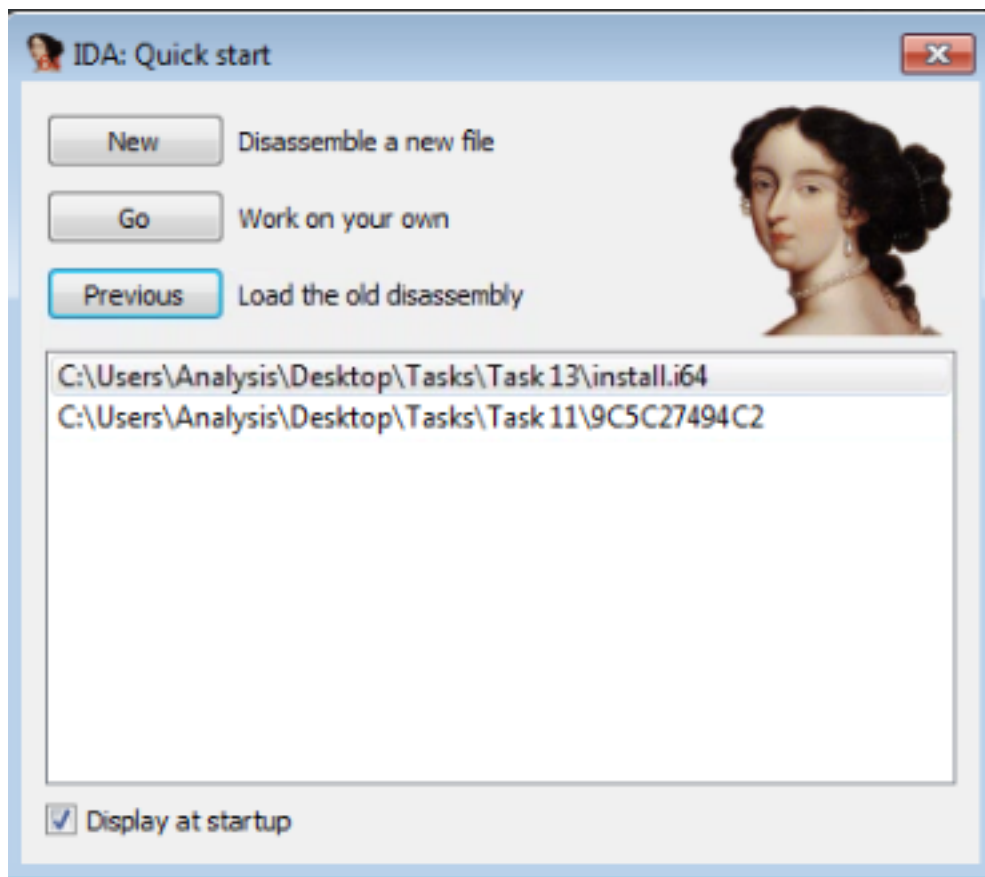 IDA: Quick start
New Disassemble a new file
Go Work on your own
Previous Load the old disassembly
C:\Users\Analysis\Desktop\Tasks\Task 13\install.i64
C:\Users\Analysis\Desktop\Tasks\Task 11\9C5C27494C2
Display at startup